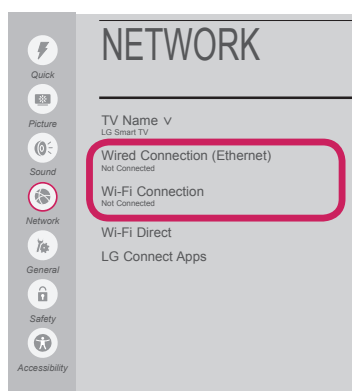 NETWORK
Quick
Picture
Sound
Network
General
Safety
Accessibility
TV Name ∨
LG Smart TV
Wired Connection (Ethernet)
Not Connected
Wi-Fi Connection
Not Connected
Wi-Fi Direct
LG Connect Apps